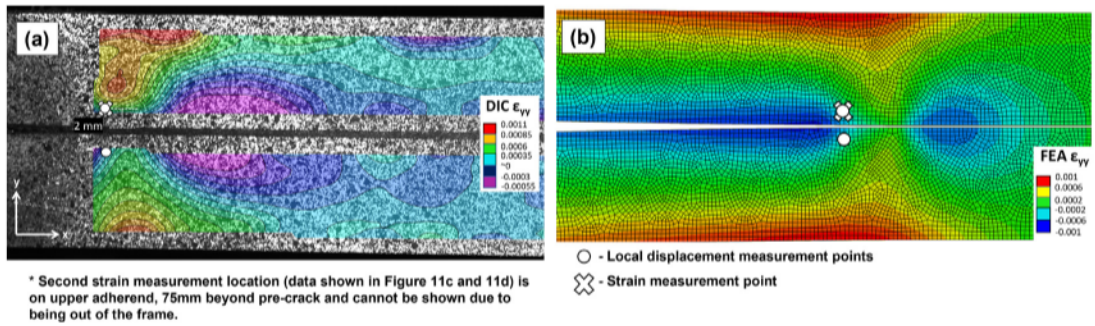 (a)
2 mm
y
x
DIC εyy
0.0011
0.00085
0.0006
0.00035
~0
-0.0003
-0.00055
* Second strain measurement location (data shown in Figure 11c and 11d) is
on upper adherend, 75mm beyond pre-crack and cannot be shown due to
being out of the frame.
(b)
FEA εyy
0.001
0.0006
0.0002
-0.0002
-0.0006
-0.001
- Local displacement measurement points
- Strain measurement point